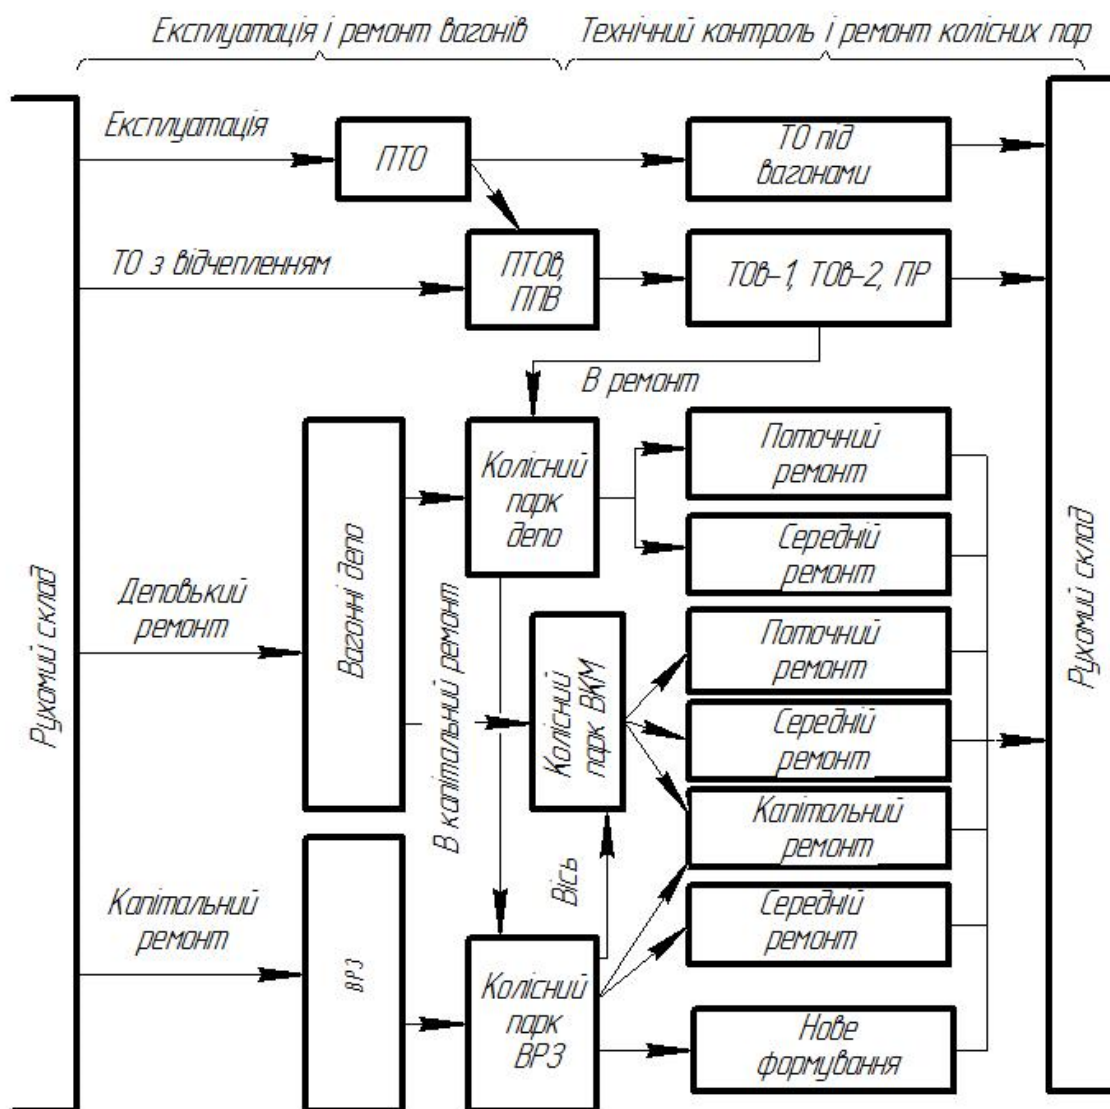 Експлуатація і ремонт вагонів
Технічний контроль і ремонт колісних пар
Експлуатація
ПТО
ТО під
вагонами
ТО з відчепленням
ПТОв,
ППВ
ТОв-1, ТОв-2, ПР
В ремонт
Рухомий склад
Деповький
ремонт
Вагонні депо
Колісний
парк
депо
Поточний
ремонт
Середній
ремонт
В капітальний ремонт
Колісний
парк ВКМ
Поточний
ремонт
Середній
ремонт
Капітальний
ремонт
Рухомий склад
Капітальний
ремонт
ВРЗ
Вісь
Колісний
парк
ВРЗ
Середній
ремонт
Нове
формування